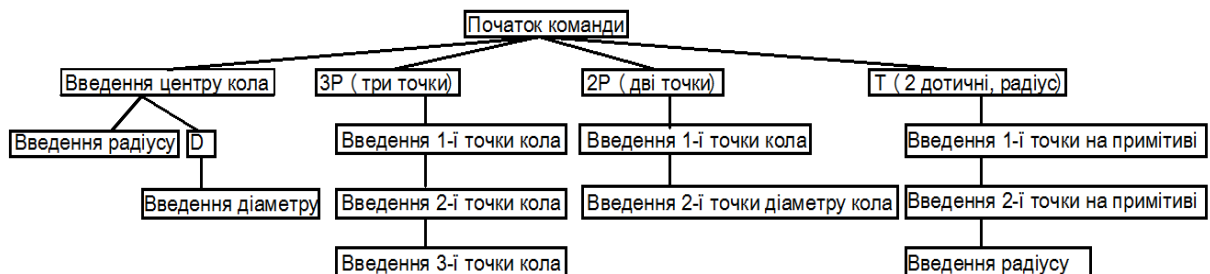 Початок команди
Введення центру кола
3P ( три точки)
2P ( дві точки)
T ( 2 дотичні, радіус)
Введення радіусу
D
Введення 1-ї точки кола
Введення 1-ї точки кола
Введення 1-ї точки на примітиві
Введення діаметру
Введення 2-ї точки кола
Введення 2-ї точки діаметру кола
Введення 2-ї точки на примітиві
Введення 3-ї точки кола
Введення радіусу